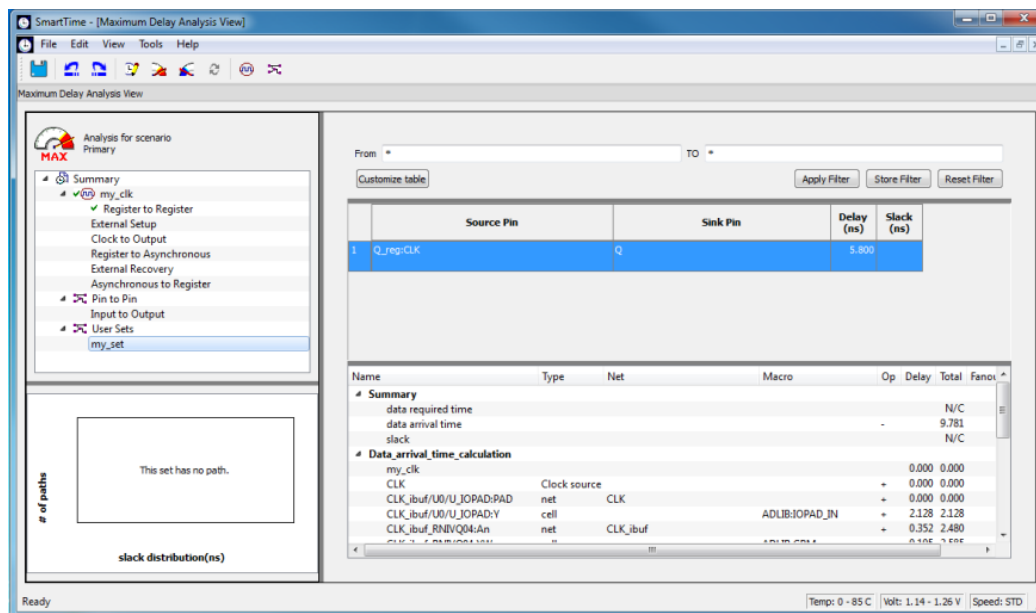 SmartTime - [Maximum Delay Analysis View]
File Edit View Tools Help
Maximum Delay Analysis View
Analysis for scenario
Primary
MAX
Summary
my_clk
Register to Register
External Setup
Clock to Output
Register to Asynchronous
External Recovery
Asynchronous to Register
Pin to Pin
Input to Output
User Sets
my_set
# of paths
This set has no path.
slack distribution(ns)
From * TO *
Customize table Apply Filter Store Filter Reset Filter
Source Pin Sink Pin Delay (ns) Slack (ns)
1 Q_reg:CLK Q 5.800
Name Type Net Macro Op Delay Total Fanou
Summary
data required time N/C
data arrival time - 9.781
slack N/C
Data_arrival_time_calculation
my_clk 0.000 0.000
CLK Clock source + 0.000 0.000
CLK_ibuf/U0/U_IOPAD:PAD net CLK + 0.000 0.000
CLK_ibuf/U0/U_IOPAD:Y cell ADLIB:IOPAD_IN + 2.128 2.128
CLK_ibuf_RNIVQ04:An net CLK_ibuf + 0.352 2.480
Ready Temp: 0 - 85 C Volt: 1.14 - 1.26 V Speed: STD